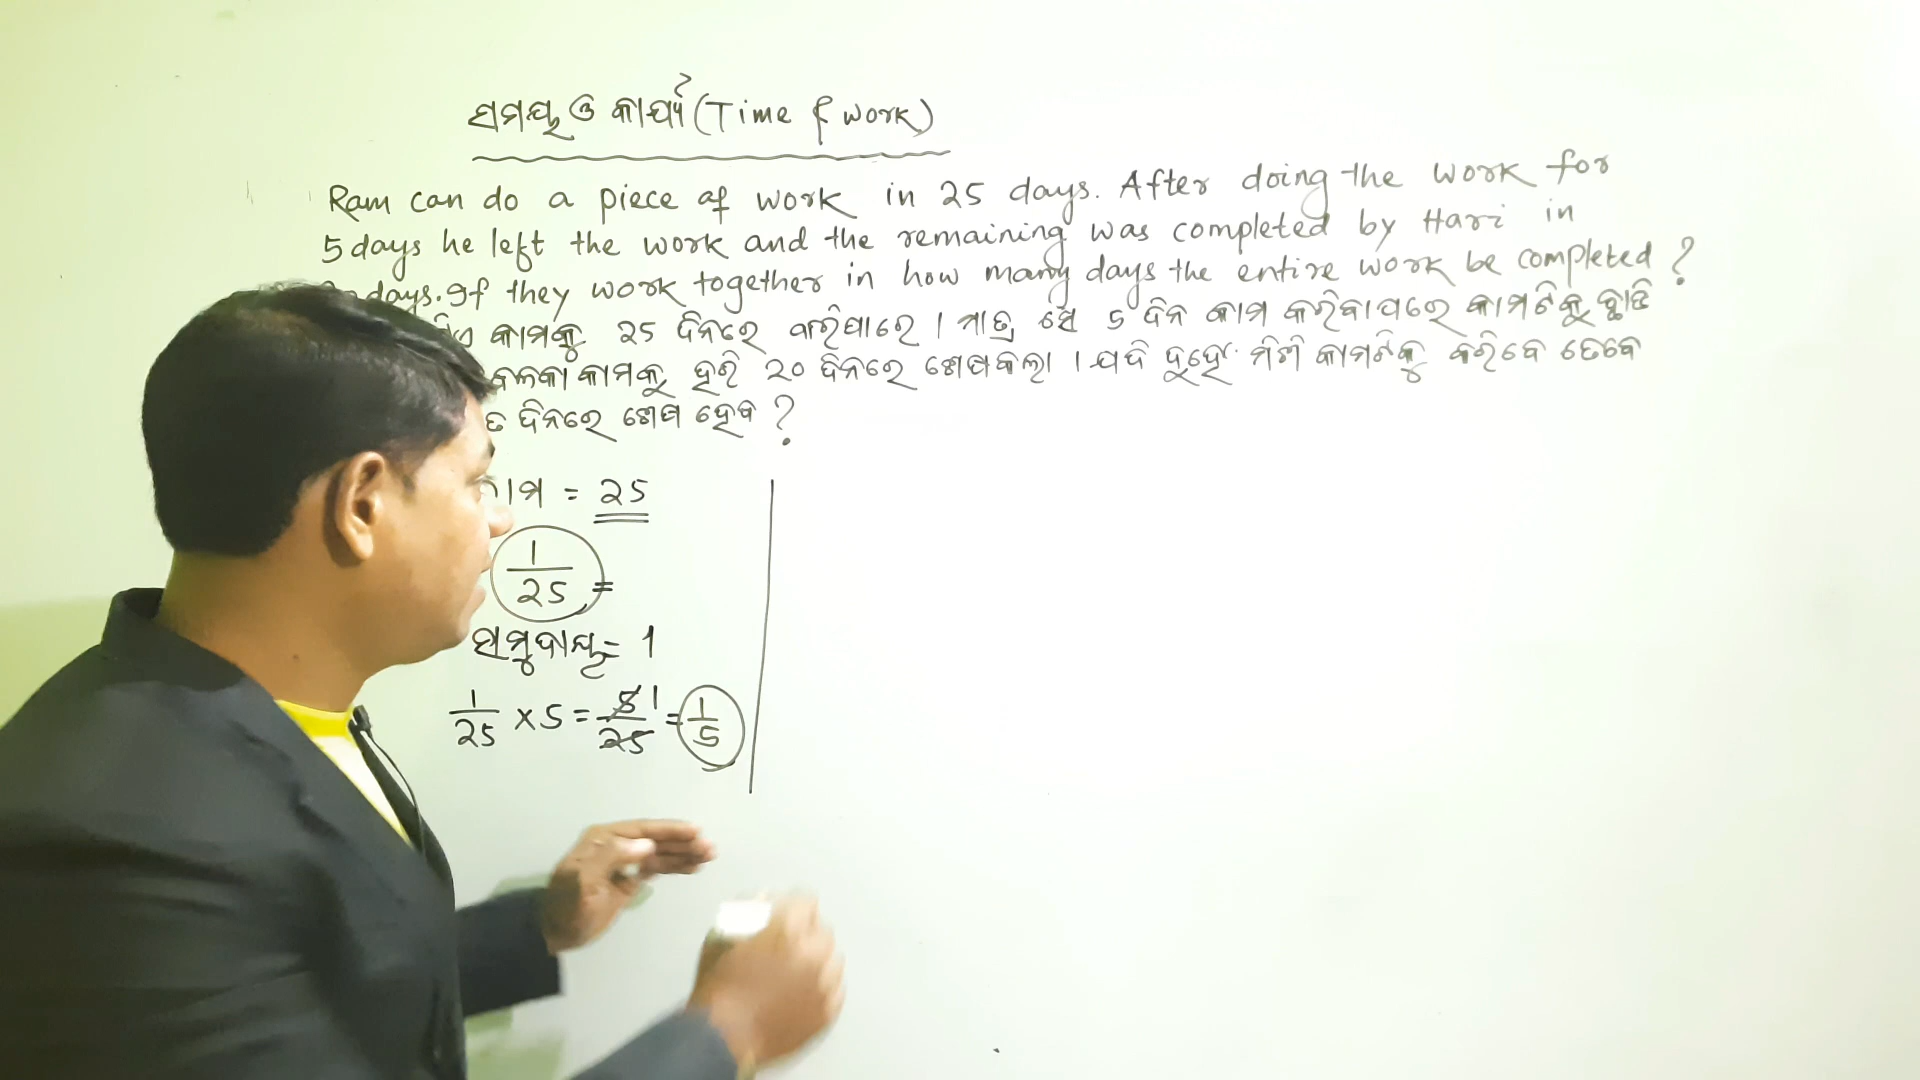 ସମୟ ଓ କାର୍ଯ୍ୟ (Time & work)
Ram can do a piece of work in 25 days. After doing the work for
5 days he left the work and the remaining was completed by Hari in
days. If they work together in how many days the entire work be completed ?
କାମକୁ 25 ଦିନରେ କରିପାରେ । ମାତ୍ର ସେ 5 ଦିନ କାମ କରିବାପରେ କାମଟିକୁ ଛାଡି
ବଳକା କାମକୁ ହରି 20 ଦିନରେ ଶେଷକଲା । ଯଦି ଦୁହେଁ ମିଶି କାମଟିକୁ କରିବେ ତେବେ
ଦିନରେ ଶେଷ ହେବ ?
= 25
1/25 =
ସମୁଦାୟ = 1
1/25 × 5 = 5 1/25 = 1/5